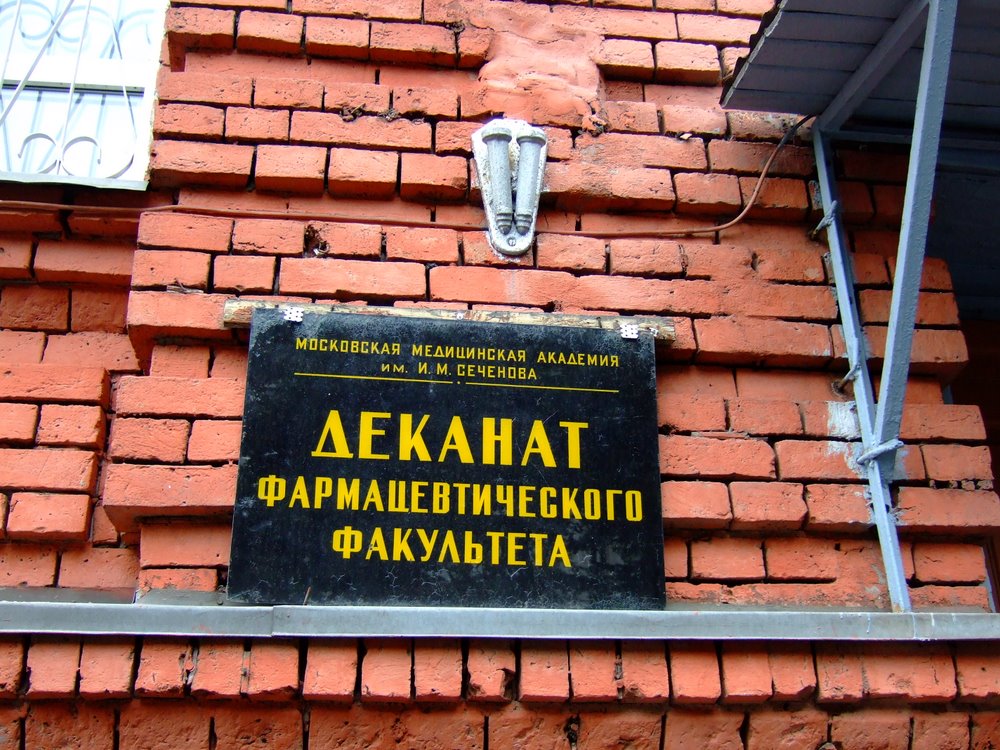 МОСКОВСКАЯ МЕДИЦИНСКАЯ АКАДЕМИЯ
ИМ. И.М. СЕЧЕНОВА
ДЕКАНАТ
ФАРМАЦЕВТИЧЕСКОГО
ФАКУЛЬТЕТА